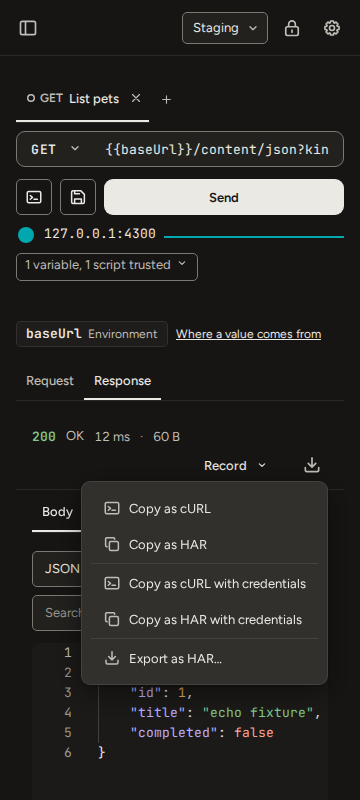 Staging
GET List pets
GET {{baseUrl}}/content/json?kin
Send
127.0.0.1:4300
1 variable, 1 script trusted
baseUrl Environment Where a value comes from
Request Response
200 OK 12 ms · 60 B
Record
Body
Copy as cURL
Copy as HAR
JSON
Copy as cURL with credentials
Search
Copy as HAR with credentials
Export as HAR...
1
2
3 "id": 1,
4 "title": "echo fixture",
5 "completed": false
6 }